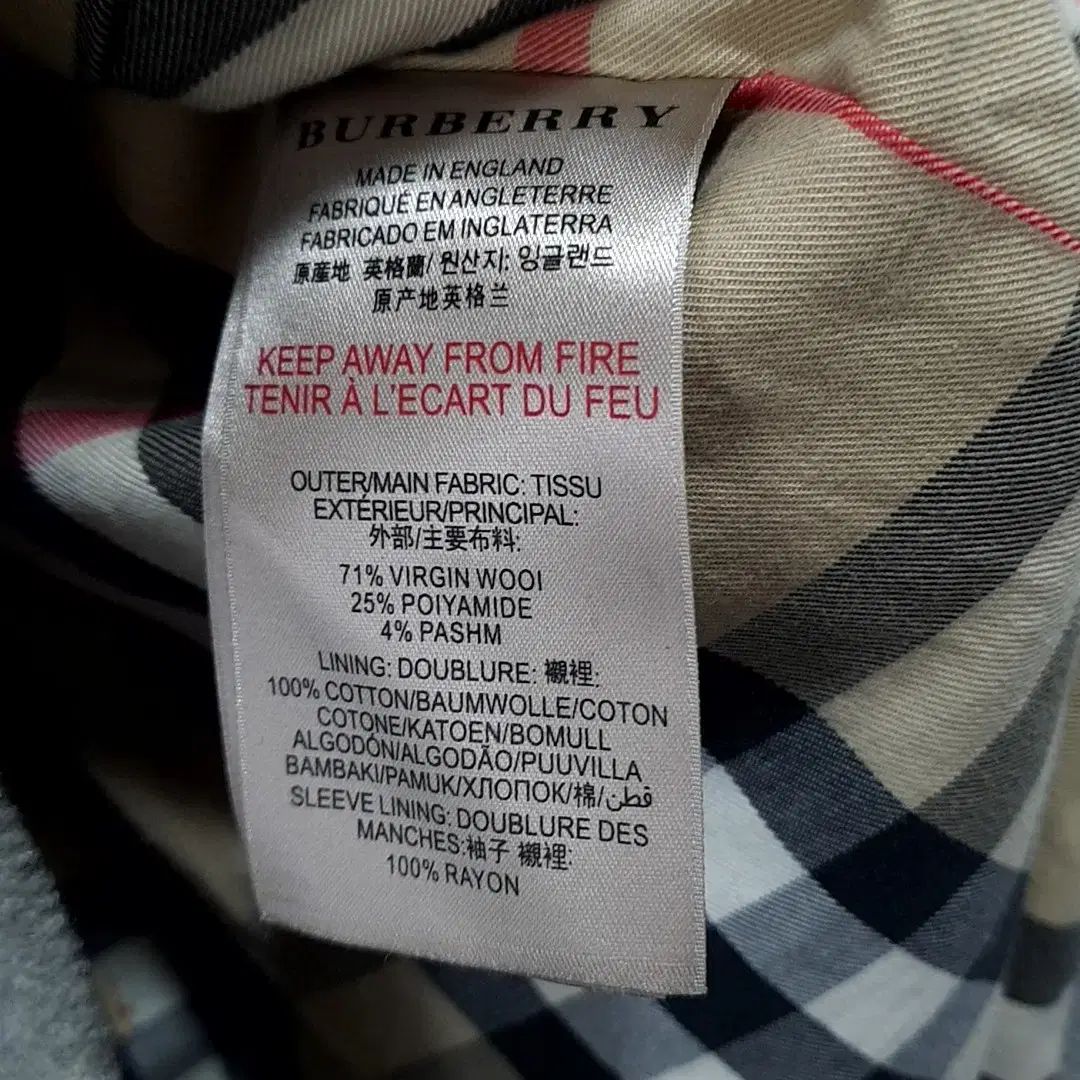 BURBERRY
MADE IN ENGLAND
FABRIQUÉ EN ANGLETERRE
FABRICADO EM INGLATERRA
原產地 英格蘭/ 원산지: 잉글랜드
原产地英格兰
KEEP AWAY FROM FIRE
TENIR À L'ECART DU FEU
OUTER/MAIN FABRIC: TISSU
EXTÉRIEUR/PRINCIPAL:
外部/主要布料:
71% VIRGIN WOOI
25% POIYAMIDE
4% PASHM
LINING: DOUBLURE: 襯裡:
100% COTTON/BAUMWOLLE/COTON
COTONE/KATOEN/BOMULL
ALGODÓN/ALGODÃO/PUUVILLA
BAMBAKI/PAMUK/ХЛОПОК/棉/قطن
SLEEVE LINING: DOUBLURE DES
MANCHES:袖子 襯裡:
100% RAYON